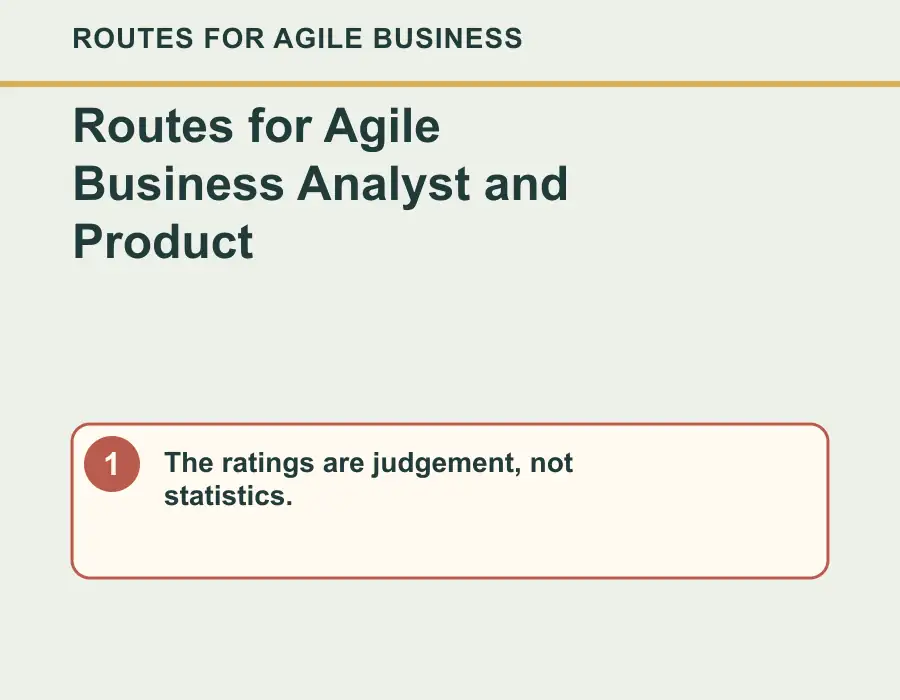 ROUTES FOR AGILE BUSINESS
Routes for Agile
Business Analyst and
Product
1
The ratings are judgement, not
statistics.